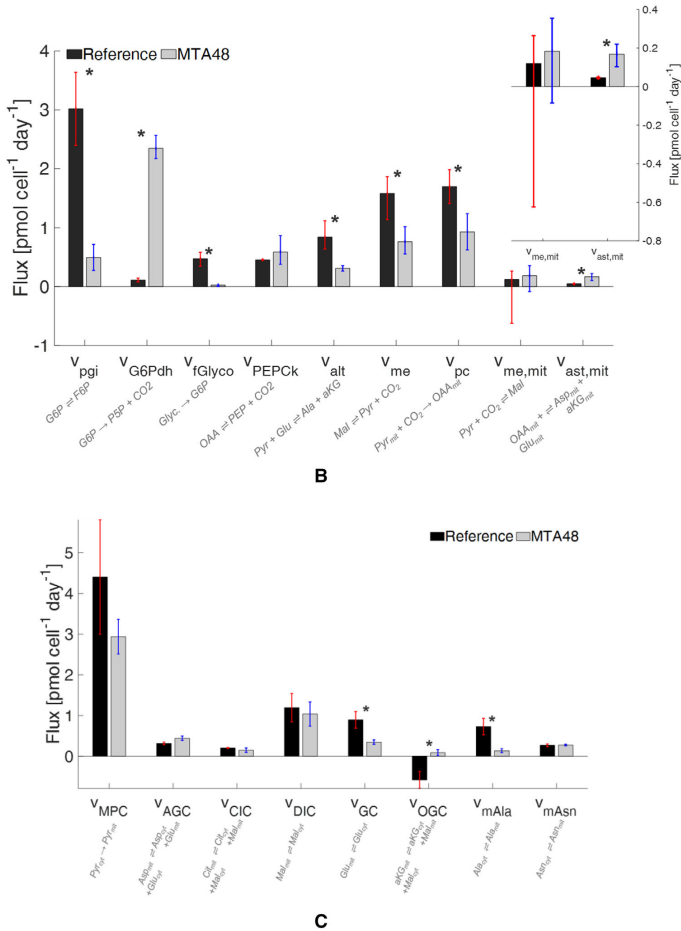 B
Reference MTA48
Flux [pmol cell⁻¹ day⁻¹]
4
3
2
1
0
-1
* * * * * * *
0.4
0.2
0
-0.2
-0.4
-0.6
-0.8
Flux [pmol cell⁻¹ day⁻¹]
*
v_me,mit v_ast,mit
v_pgi v_G6Pdh v_fGlyco v_PEPCk v_alt v_me v_pc v_me,mit v_ast,mit
G6P ⇌ F6P
G6P → P5P + CO2
Glyc. → G6P
OAA ⇌ PEP + CO2
Pyr + Glu ⇌ Ala + aKG
Mal ⇌ Pyr + CO₂
Pyr_mit + CO₂ → OAA_mit
Pyr + CO₂ ⇌ Mal
OAA_mit + ⇌ Asp_mit +
Glu_mit aKG_mit
B
Reference MTA48
Flux [pmol cell⁻¹ day⁻¹]
5
4
3
2
1
0
* * *
v_MPC v_AGC v_CIC v_DIC v_GC v_OGC v_mAla v_mAsn
Pyr_cyt → Pyr_mit
Asp_mit ⇌ Asp_cyt
+Glu_cyt +Glu_mit
Cit_mit ⇌ Cit_cyt
+Mal_cyt +Mal_mit
Mal_mit ⇌ Mal_cyt
Glu_mit ⇌ Glu_cyt
aKG_mit ⇌ aKG_cyt
+Mal_cyt +Mal_mit
Ala_cyt ⇌ Ala_mit
Asn_cyt ⇌ Asn_mit
C